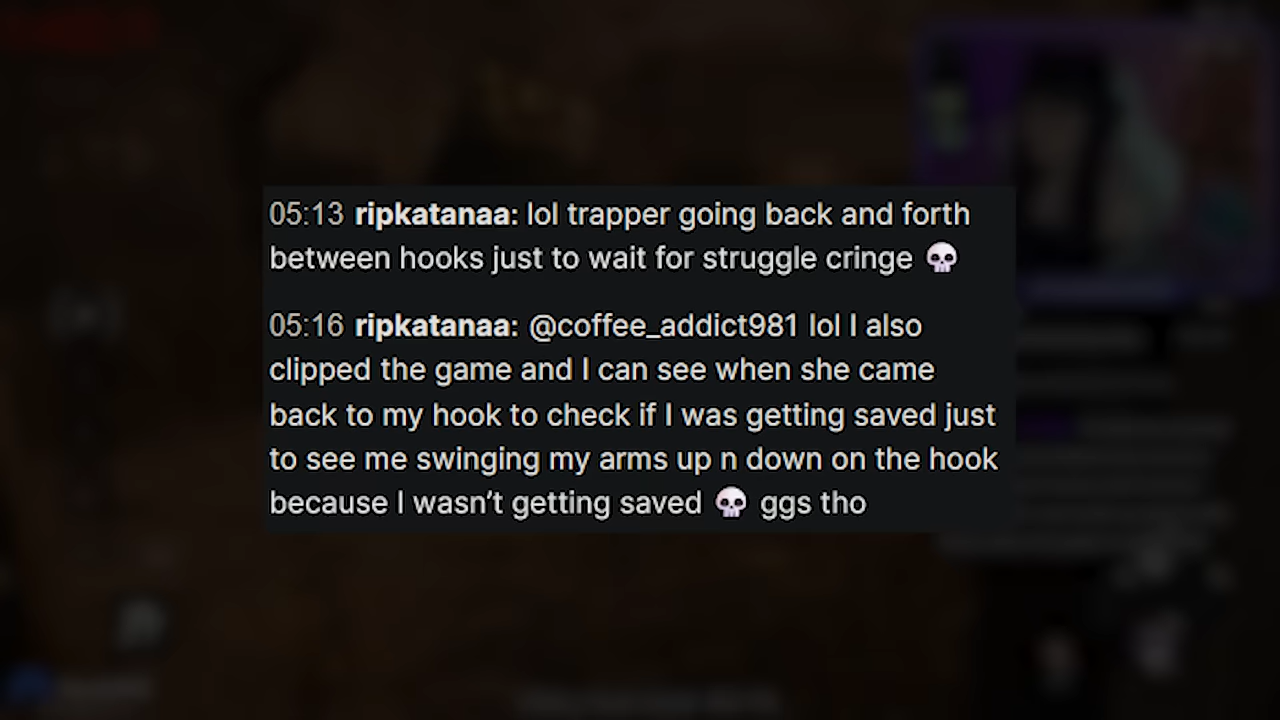 05:13 ripkatanaa: lol trapper going back and forth
between hooks just to wait for struggle cringe 💀
05:16 ripkatanaa: @coffee_addict981 lol I also
clipped the game and I can see when she came
back to my hook to check if I was getting saved just
to see me swinging my arms up n down on the hook
because I wasn’t getting saved 💀 ggs tho